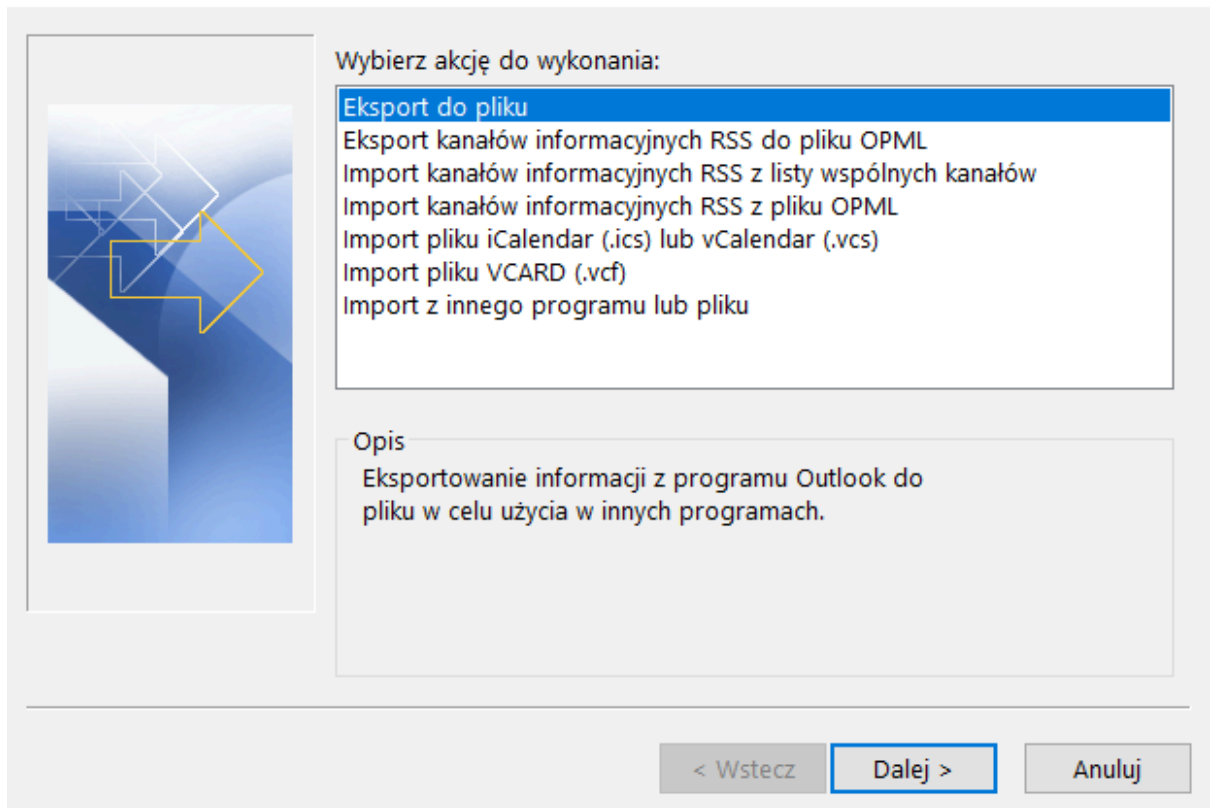 Wybierz akcję do wykonania:
Eksport do pliku
Eksport kanałów informacyjnych RSS do pliku OPML
Import kanałów informacyjnych RSS z listy wspólnych kanałów
Import kanałów informacyjnych RSS z pliku OPML
Import pliku iCalendar (.ics) lub vCalendar (.vcs)
Import pliku VCARD (.vcf)
Import z innego programu lub pliku
Opis
Eksportowanie informacji z programu Outlook do
pliku w celu użycia w innych programach.
< Wstecz
Dalej >
Anuluj